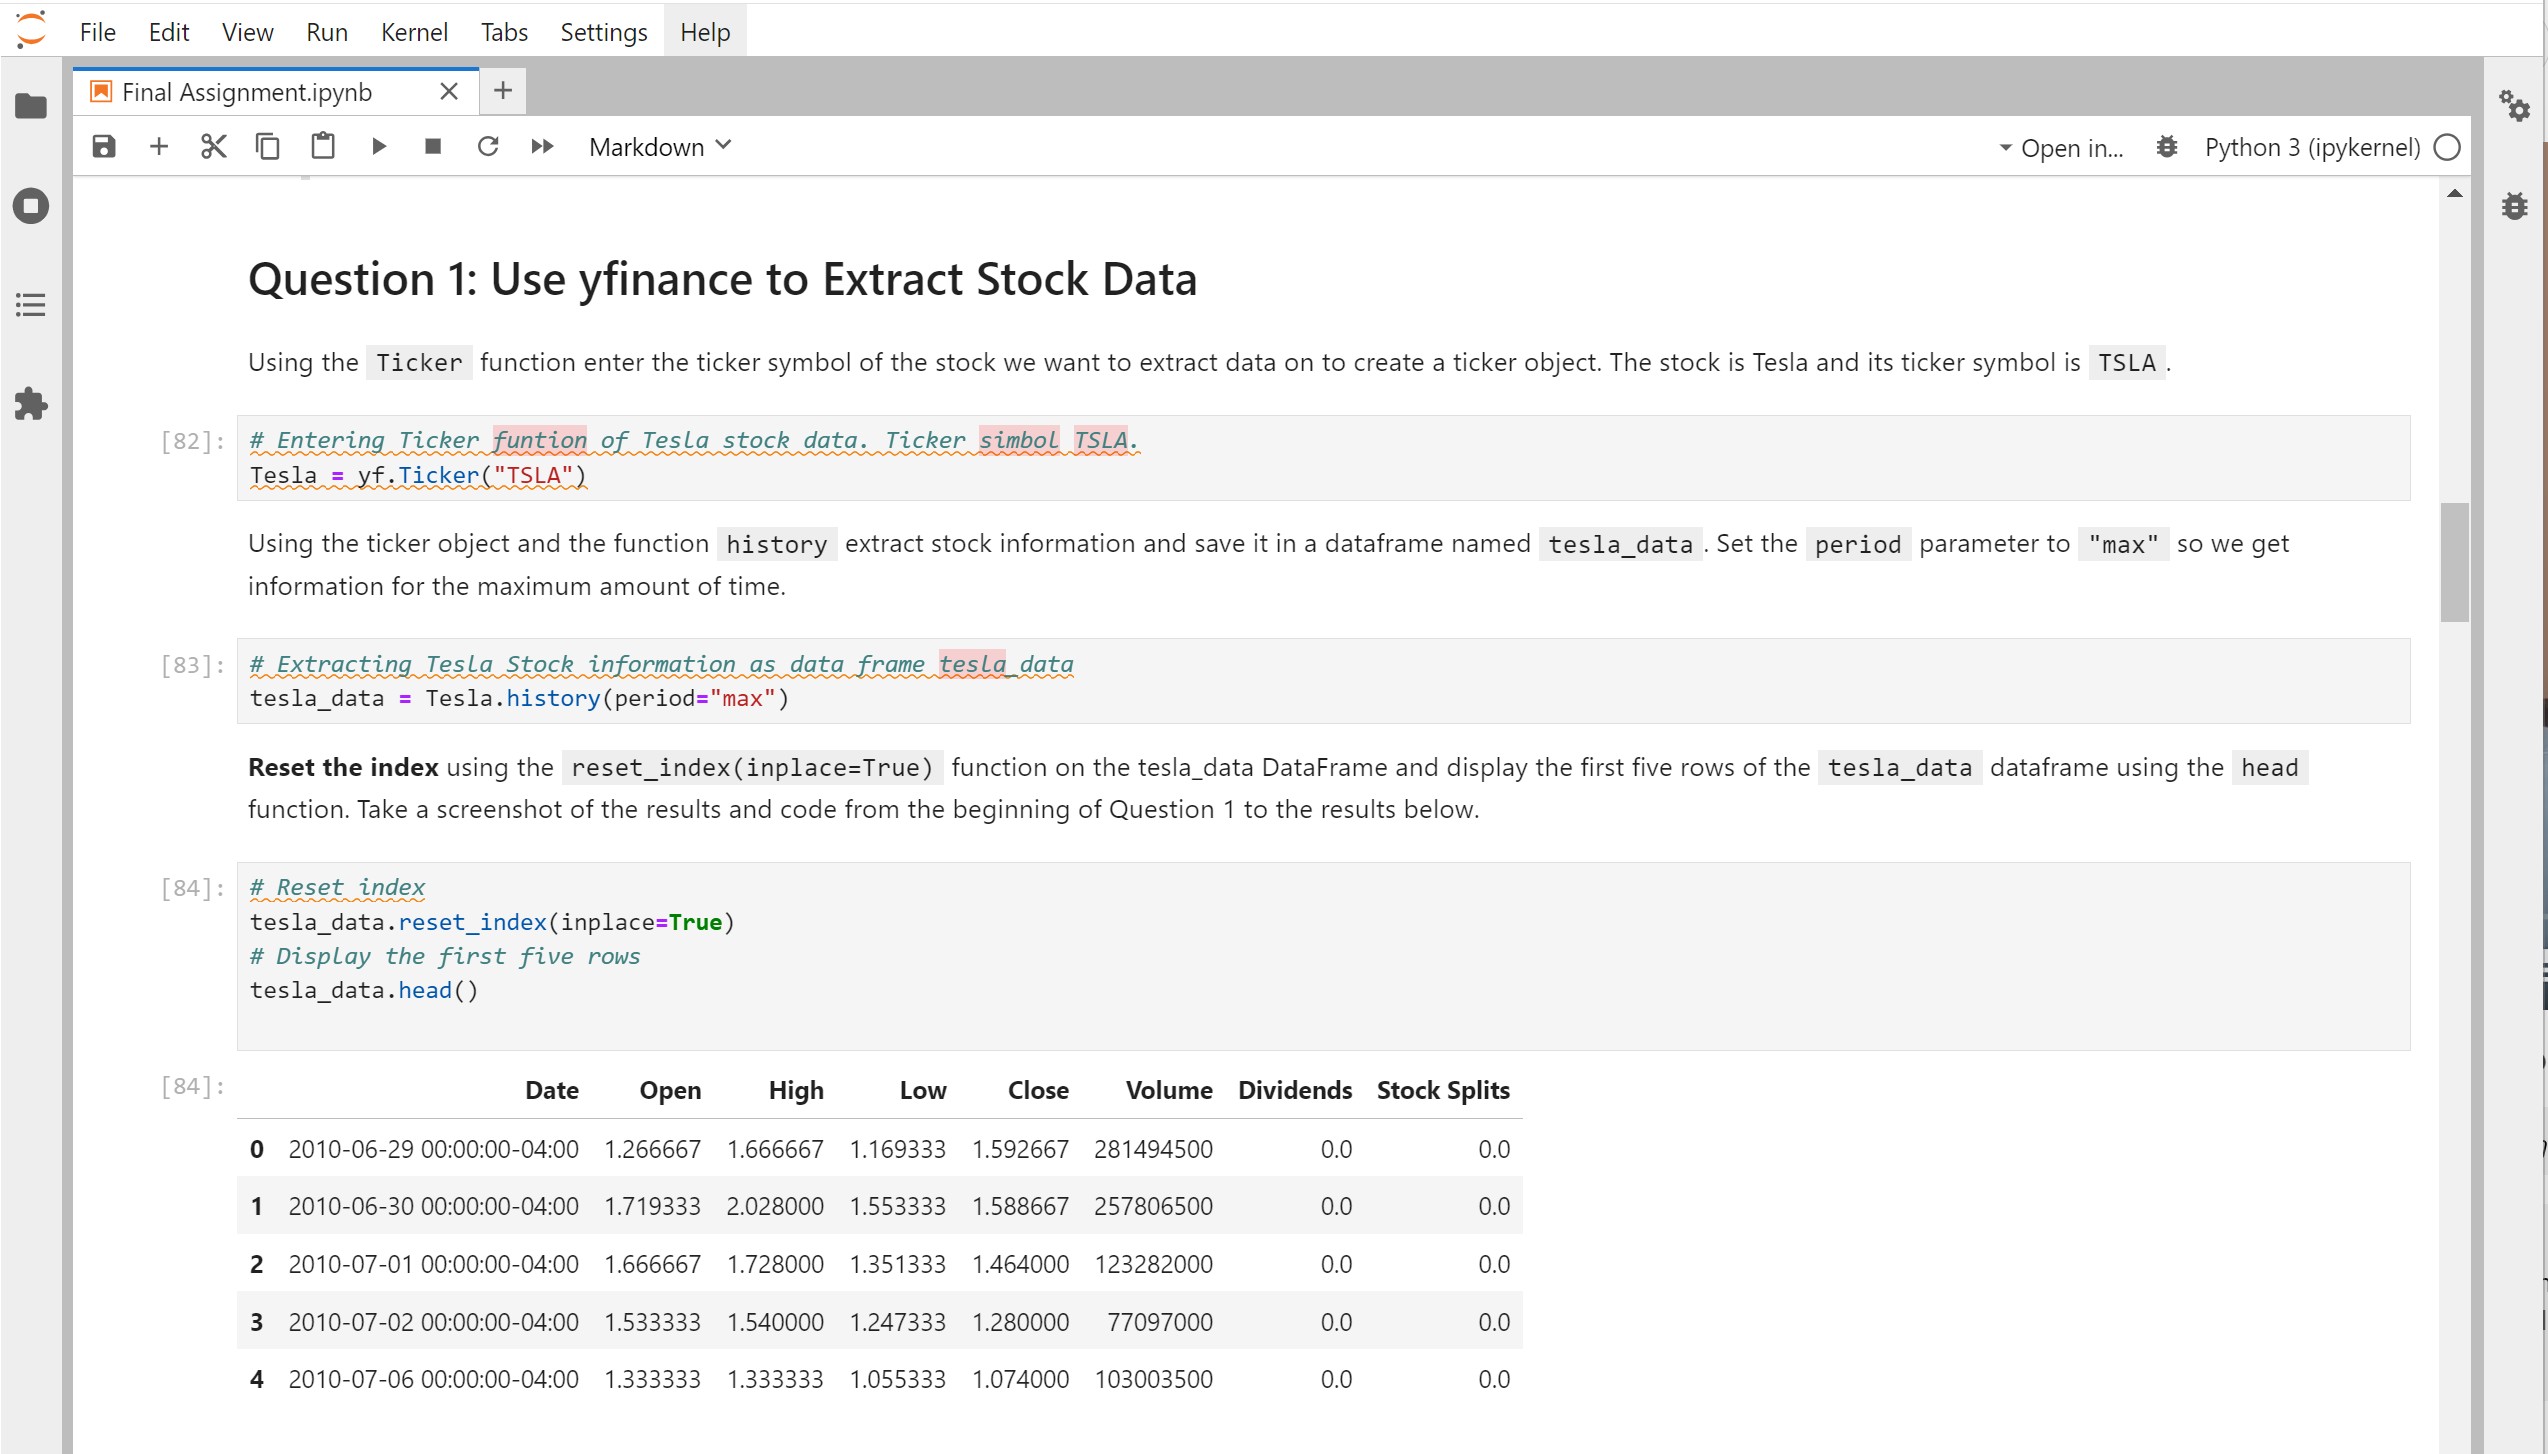 File Edit View Run Kernel Tabs Settings Help
Final Assignment.ipynb
Markdown Open in... Python 3 (ipykernel)
Question 1: Use yfinance to Extract Stock Data
Using the Ticker function enter the ticker symbol of the stock we want to extract data on to create a ticker object. The stock is Tesla and its ticker symbol is TSLA.
[82]: # Entering Ticker funtion of Tesla stock data. Ticker simbol TSLA.
Tesla = yf.Ticker("TSLA")
Using the ticker object and the function history extract stock information and save it in a dataframe named tesla_data. Set the period parameter to "max" so we get
information for the maximum amount of time.
[83]: # Extracting Tesla Stock information as data frame tesla_data
tesla_data = Tesla.history(period="max")
Reset the index using the reset_index(inplace=True) function on the tesla_data DataFrame and display the first five rows of the tesla_data dataframe using the head
function. Take a screenshot of the results and code from the beginning of Question 1 to the results below.
[84]: # Reset index
tesla_data.reset_index(inplace=True)
# Display the first five rows
tesla_data.head()
[84]: Date Open High Low Close Volume Dividends Stock Splits
0 2010-06-29 00:00:00-04:00 1.266667 1.666667 1.169333 1.592667 281494500 0.0 0.0
1 2010-06-30 00:00:00-04:00 1.719333 2.028000 1.553333 1.588667 257806500 0.0 0.0
2 2010-07-01 00:00:00-04:00 1.666667 1.728000 1.351333 1.464000 123282000 0.0 0.0
3 2010-07-02 00:00:00-04:00 1.533333 1.540000 1.247333 1.280000 77097000 0.0 0.0
4 2010-07-06 00:00:00-04:00 1.333333 1.333333 1.055333 1.074000 103003500 0.0 0.0